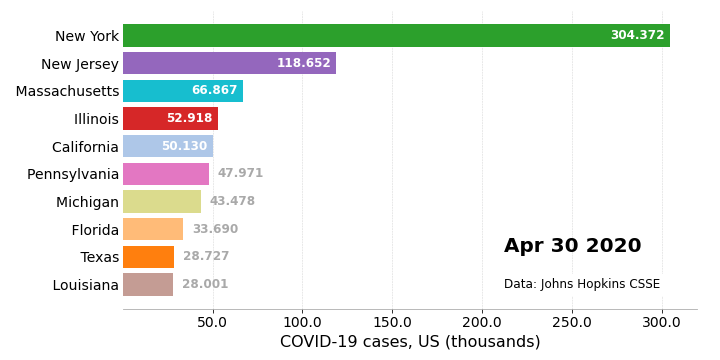 New York 304.372
New Jersey 118.652
Massachusetts 66.867
Illinois 52.918
California 50.130
Pennsylvania 47.971
Michigan 43.478
Florida 33.690
Texas 28.727
Louisiana 28.001
Apr 30 2020
Data: Johns Hopkins CSSE
50.0 100.0 150.0 200.0 250.0 300.0
COVID-19 cases, US (thousands)